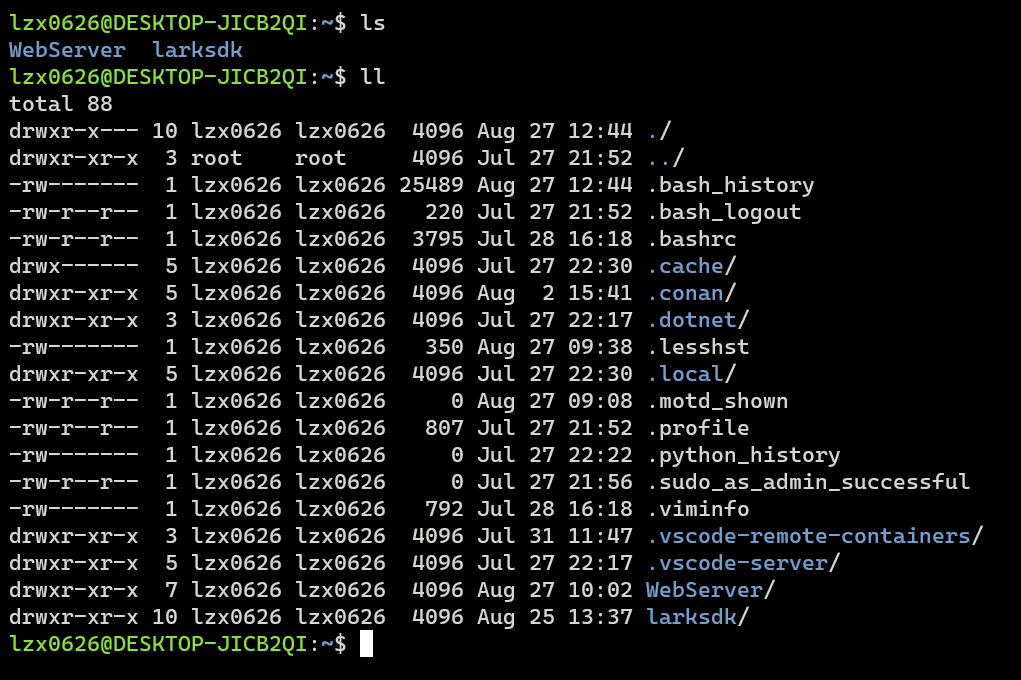 lzx0626@DESKTOP-JICB2QI:~$ ls
WebServer  larksdk
lzx0626@DESKTOP-JICB2QI:~$ ll
total 88
drwxr-x--- 10 lzx0626 lzx0626  4096 Aug 27 12:44 ./
drwxr-xr-x  3 root    root     4096 Jul 27 21:52 ../
-rw-------  1 lzx0626 lzx0626 25489 Aug 27 12:44 .bash_history
-rw-r--r--  1 lzx0626 lzx0626   220 Jul 27 21:52 .bash_logout
-rw-r--r--  1 lzx0626 lzx0626  3795 Jul 28 16:18 .bashrc
drwx------  5 lzx0626 lzx0626  4096 Jul 27 22:30 .cache/
drwxr-xr-x  5 lzx0626 lzx0626  4096 Aug  2 15:41 .conan/
drwxr-xr-x  3 lzx0626 lzx0626  4096 Jul 27 22:17 .dotnet/
-rw-------  1 lzx0626 lzx0626   350 Aug 27 09:38 .lesshst
drwxr-xr-x  5 lzx0626 lzx0626  4096 Jul 27 22:30 .local/
-rw-r--r--  1 lzx0626 lzx0626     0 Aug 27 09:08 .motd_shown
-rw-r--r--  1 lzx0626 lzx0626   807 Jul 27 21:52 .profile
-rw-------  1 lzx0626 lzx0626     0 Jul 27 22:22 .python_history
-rw-r--r--  1 lzx0626 lzx0626     0 Jul 27 21:56 .sudo_as_admin_successful
-rw-------  1 lzx0626 lzx0626   792 Jul 28 16:18 .viminfo
drwxr-xr-x  3 lzx0626 lzx0626  4096 Jul 31 11:47 .vscode-remote-containers/
drwxr-xr-x  5 lzx0626 lzx0626  4096 Jul 27 22:17 .vscode-server/
drwxr-xr-x  7 lzx0626 lzx0626  4096 Aug 27 10:02 WebServer/
drwxr-xr-x 10 lzx0626 lzx0626  4096 Aug 25 13:37 larksdk/
lzx0626@DESKTOP-JICB2QI:~$